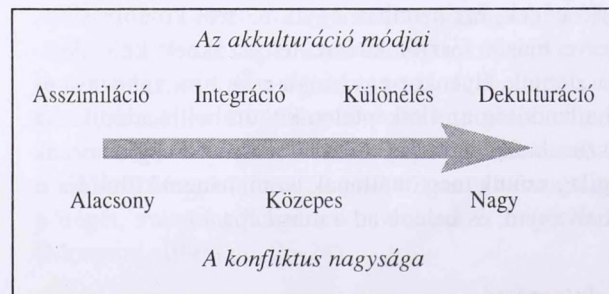 Az akkulturáció módjai
Asszimiláció Integráció Különélés Dekulturáció
Alacsony Közepes Nagy
A konfliktus nagysága